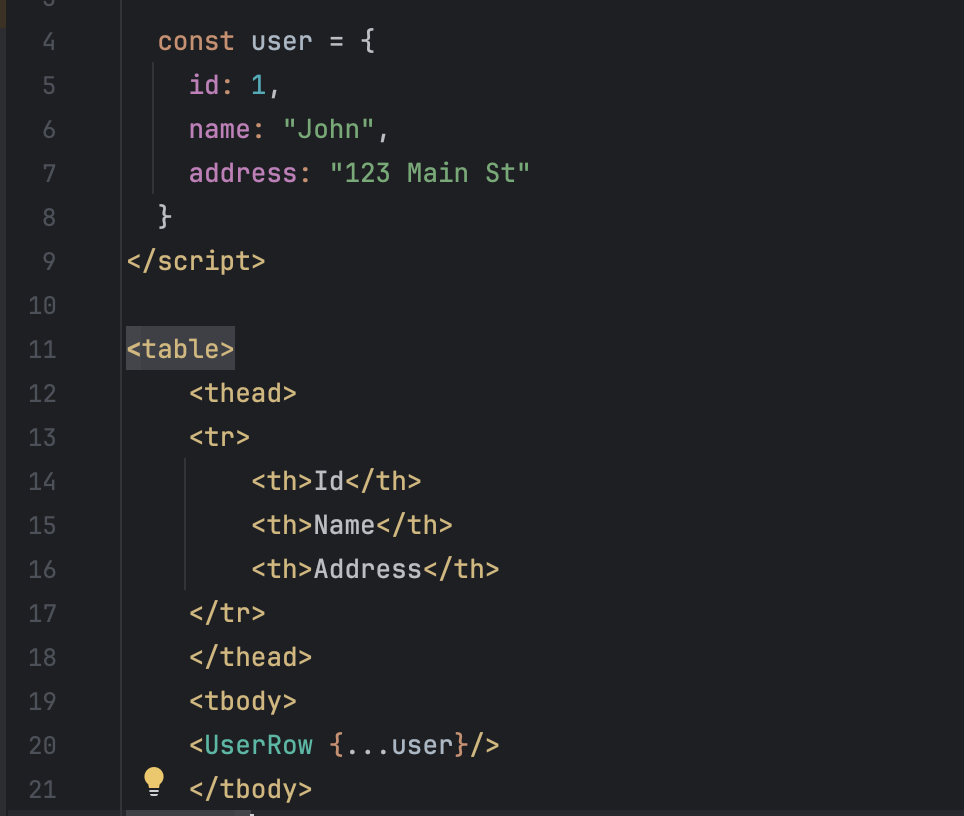 4 const user = {
5 id: 1,
6 name: "John",
7 address: "123 Main St"
8 }
9 </script>
10
11 <table>
12 <thead>
13 <tr>
14 <th>Id</th>
15 <th>Name</th>
16 <th>Address</th>
17 </tr>
18 </thead>
19 <tbody>
20 <UserRow {...user}/>
21 </tbody>